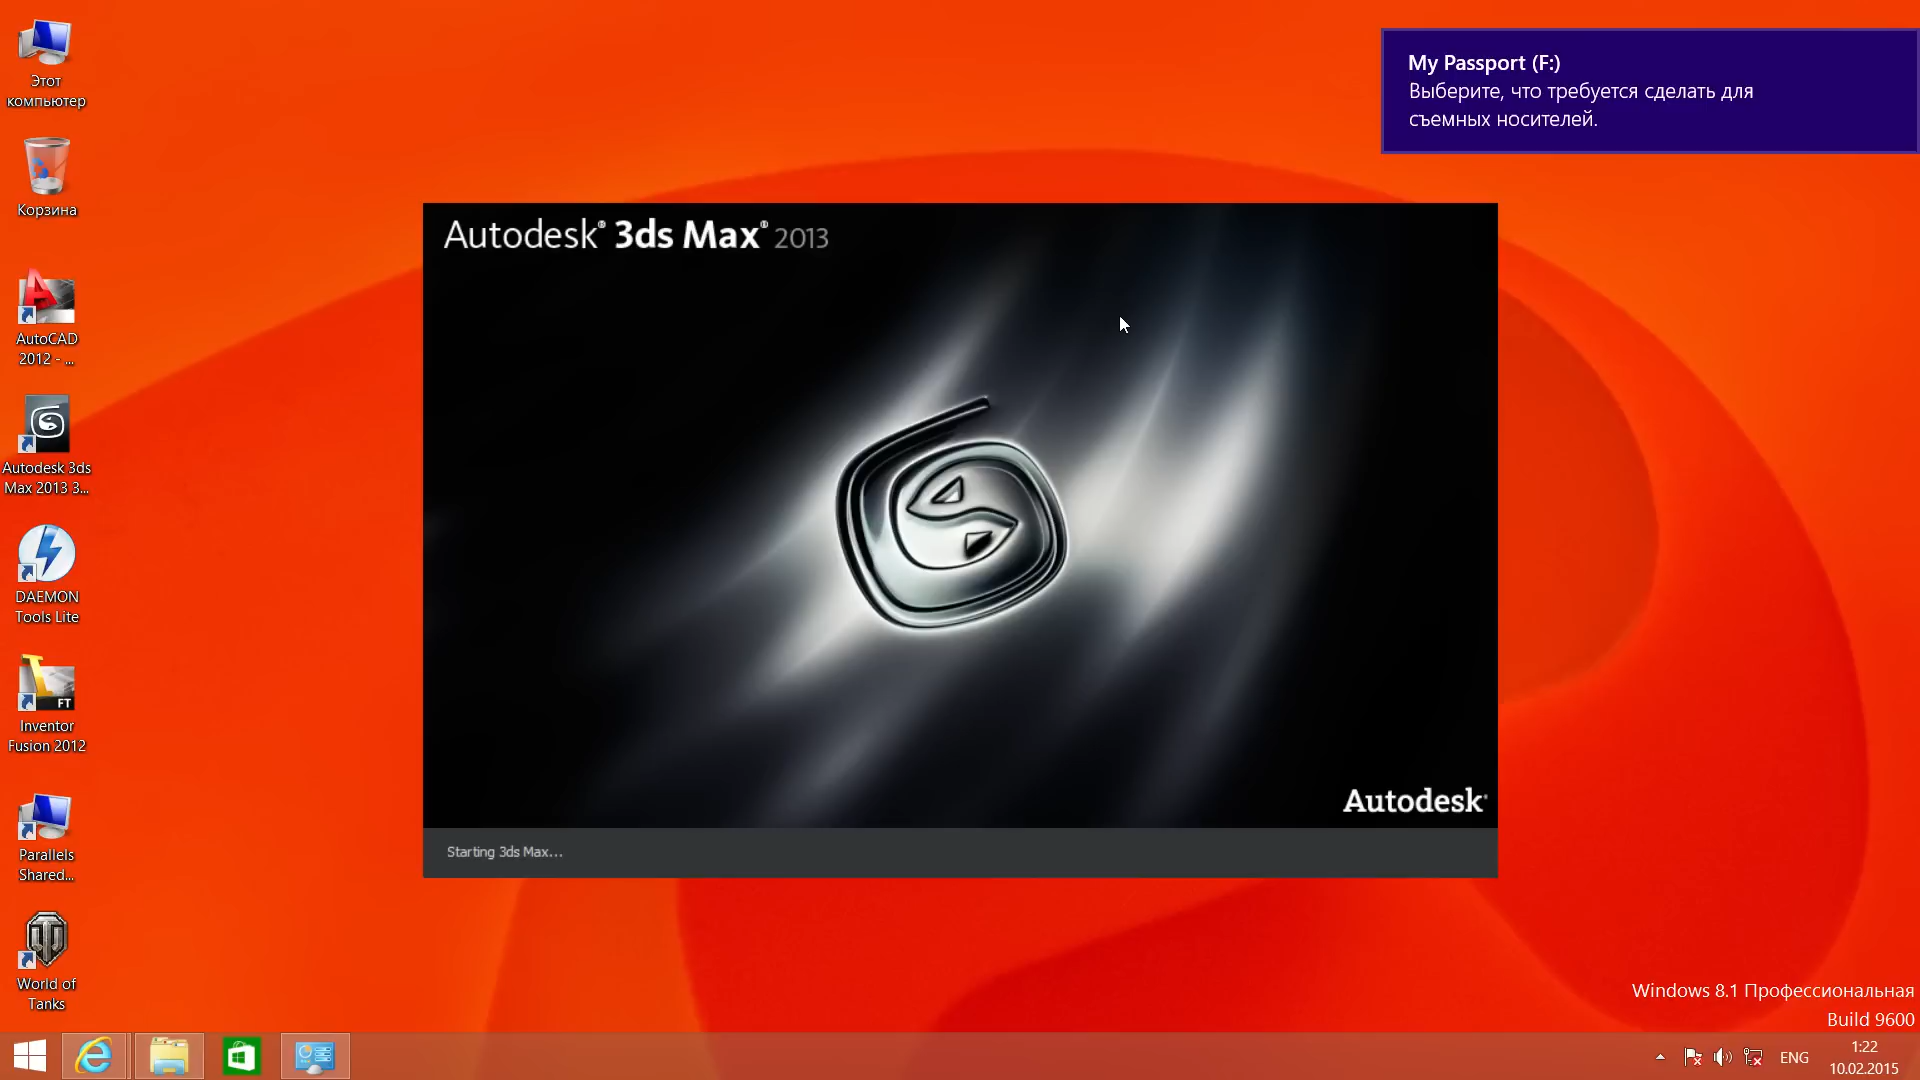 Этот
компьютер
Корзина
AutoCAD
2012 - ...
Autodesk 3ds
Max 2013 3...
DAEMON
Tools Lite
FT
Inventor
Fusion 2012
Parallels
Shared...
World of
Tanks
Autodesk® 3ds Max® 2013
Autodesk®
Starting 3ds Max...
My Passport (F:)
Выберите, что требуется сделать для
съемных носителей.
Windows 8.1 Профессиональная
Build 9600
ENG
1:22
10.02.2015